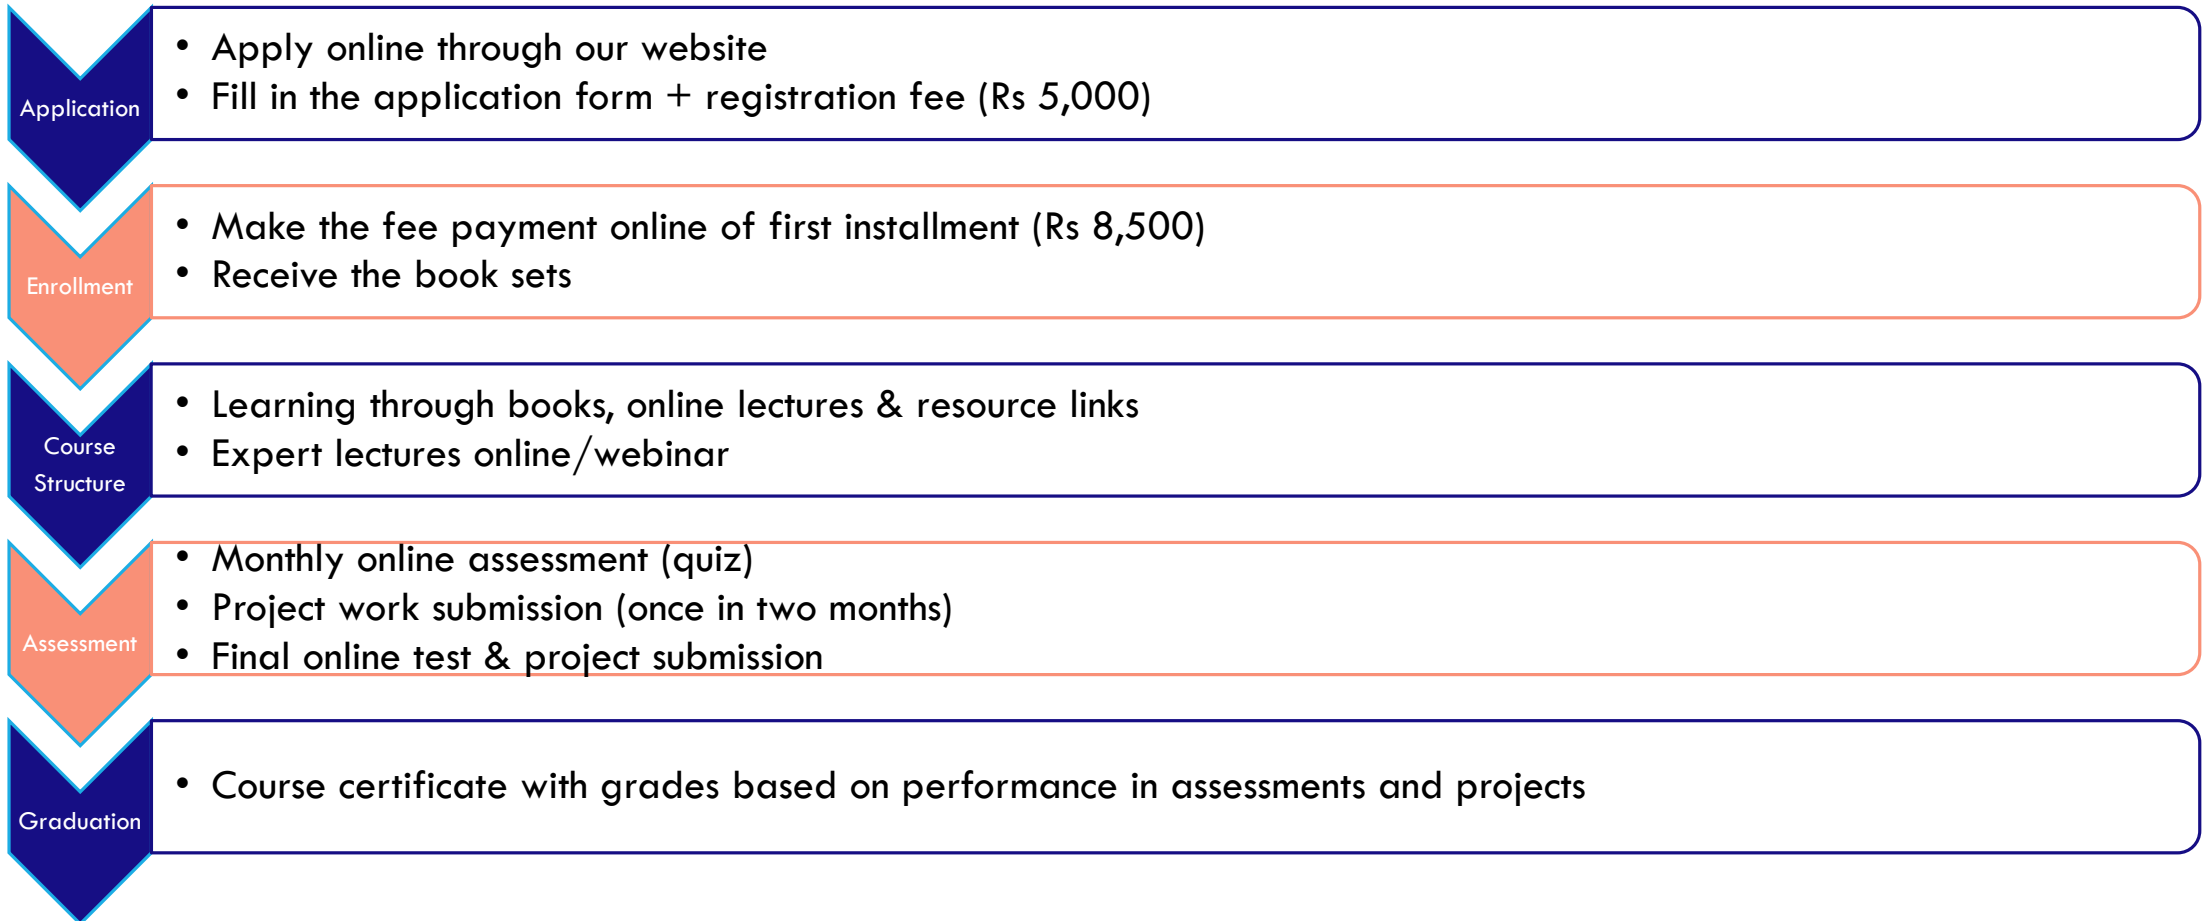 Application
• Apply online through our website
• Fill in the application form + registration fee (Rs 5,000)
Enrollment
• Make the fee payment online of first installment (Rs 8,500)
• Receive the book sets
Course
Structure
• Learning through books, online lectures & resource links
• Expert lectures online/webinar
Assessment
• Monthly online assessment (quiz)
• Project work submission (once in two months)
• Final online test & project submission
Graduation
• Course certificate with grades based on performance in assessments and projects